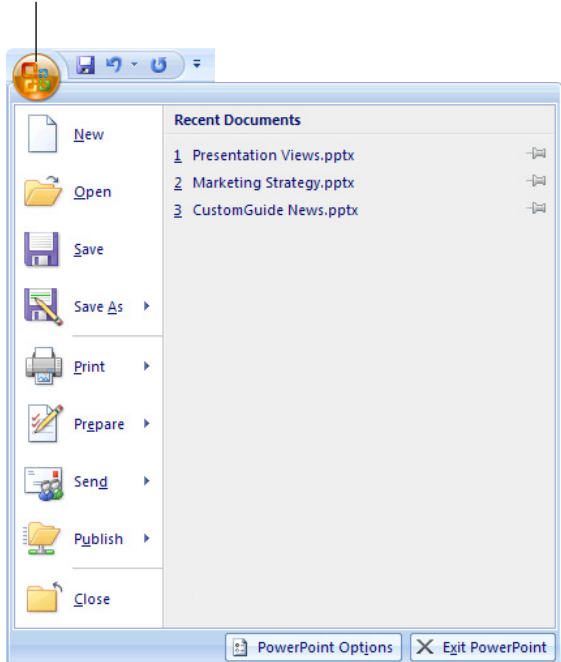 Recent Documents
New
1 Presentation Views.pptx
2 Marketing Strategy.pptx
3 CustomGuide News.pptx
Open
Save
Save As
Print
Prepare
Send
Publish
Close
PowerPoint Options
Exit PowerPoint